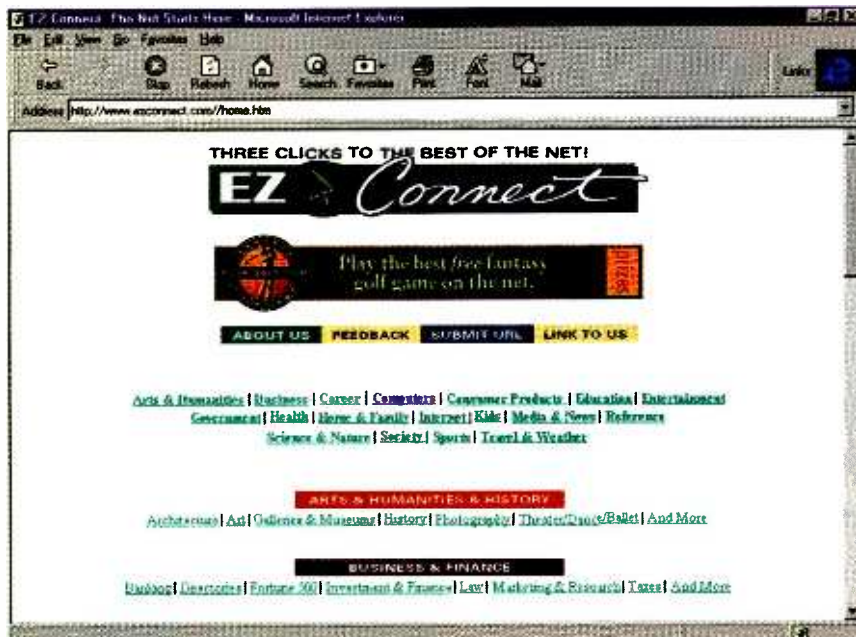 EZ Connect - The Net Starts Here - Microsoft Internet Explorer
File Edit View Go Favorites Help
Back Stop Refresh Home Search Favorites Print Font Mail Links
Address http://www.ezconnect.com//home.htm
THREE CLICKS TO THE BEST OF THE NET!
EZ Connect
Play the best free fantasy
golf game on the net.
prizes
ABOUT US FEEDBACK SUBMIT URL LINK TO US
Arts & Humanities | Business | Career | Computers | Consumer Products | Education | Entertainment
Government | Health | Home & Family | Internet | Kids | Media & News | Reference
Science & Nature | Society | Sports | Travel & Weather
ARTS & HUMANITIES & HISTORY
Architecture | Art | Galleries & Museums | History | Photography | Theater/Dance/Ballet | And More
BUSINESS & FINANCE
Banking | Directories | Fortune 500 | Investment & Finance | Law | Marketing & Research | Taxes | And More